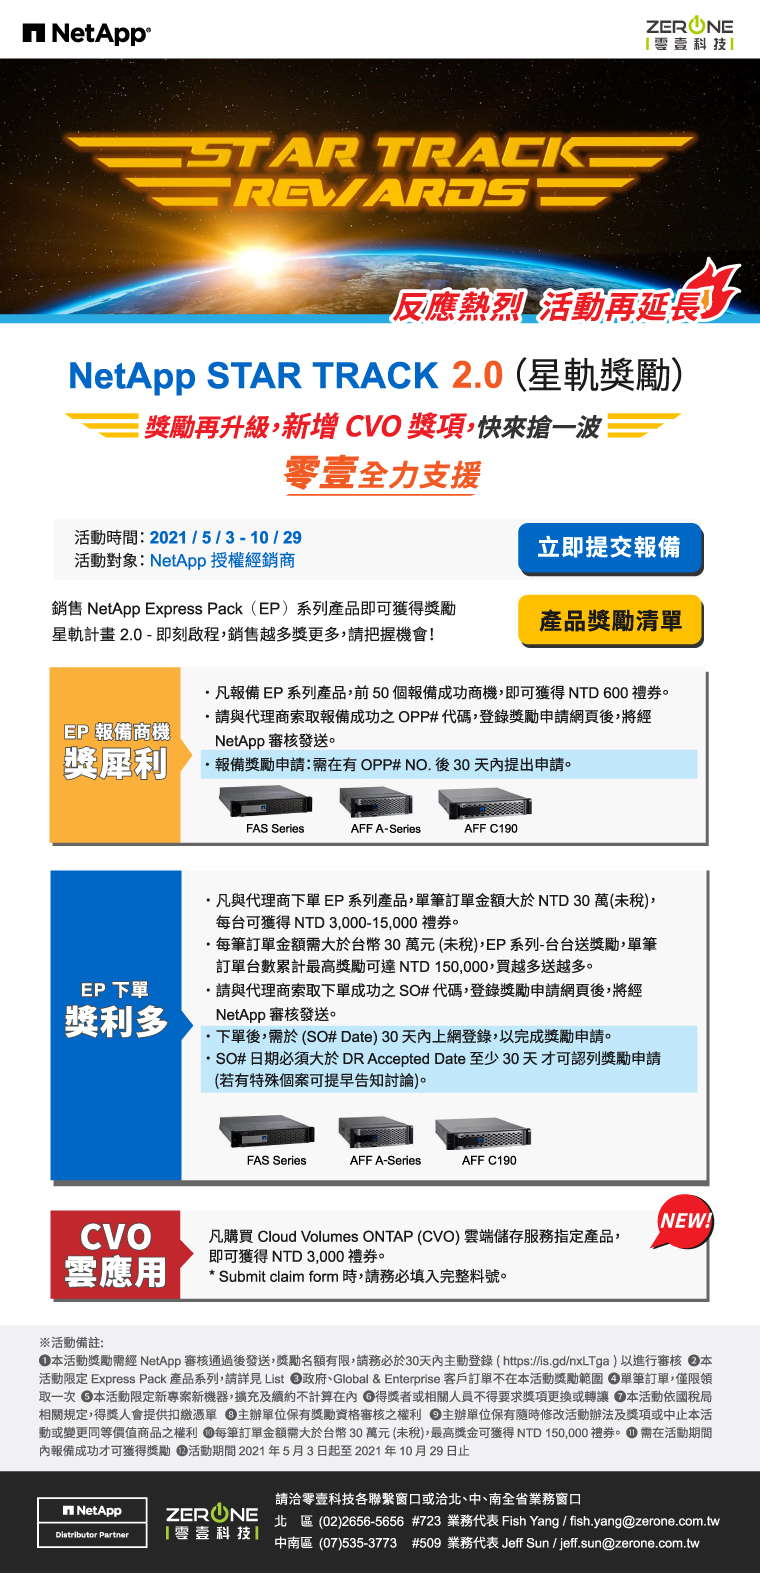 NetApp
ZERONE
零壹科技
STAR TRACK
REWARDS
反應熱烈 活動再延長
NetApp STAR TRACK 2.0（星軌獎勵）
獎勵再升級，新增 CVO 獎項，快來搶一波
零壹全力支援
活動時間：2021 / 5 / 3 - 10 / 29
活動對象：NetApp 授權經銷商
立即提交報備
銷售 NetApp Express Pack（EP）系列產品即可獲得獎勵
星軌計畫 2.0 - 即刻啟程，銷售越多獎更多，請把握機會！
產品獎勵清單
EP 報備商機
獎犀利
・凡報備 EP 系列產品，前 50 個報備成功商機，即可獲得 NTD 600 禮券。
・請與代理商索取報備成功之 OPP# 代碼，登錄獎勵申請網頁後，將經
NetApp 審核發送。
・報備獎勵申請：需在有 OPP# NO. 後 30 天內提出申請。
FAS Series AFF A-Series AFF C190
EP 下單
獎利多
・凡與代理商下單 EP 系列產品，單筆訂單金額大於 NTD 30 萬(未稅)，
每台可獲得 NTD 3,000-15,000 禮券。
・每筆訂單金額需大於台幣 30 萬元 (未稅)，EP 系列-台台送獎勵，單筆
訂單台數累計最高獎勵可達 NTD 150,000，買越多送越多。
・請與代理商索取下單成功之 SO# 代碼，登錄獎勵申請網頁後，將經
NetApp 審核發送。
・下單後，需於 (SO# Date) 30 天內上網登錄，以完成獎勵申請。
・SO# 日期必須大於 DR Accepted Date 至少 30 天 才可認列獎勵申請
(若有特殊個案可提早告知討論)。
FAS Series AFF A-Series AFF C190
CVO
雲應用
NEW!
凡購買 Cloud Volumes ONTAP (CVO) 雲端儲存服務指定產品，
即可獲得 NTD 3,000 禮券。
* Submit claim form 時，請務必填入完整料號。
※活動備註:
❶本活動獎勵需經 NetApp 審核通過後發送，獎勵名額有限，請務必於30天內主動登錄 ( https://is.gd/nxLTga ) 以進行審核 ❷本
活動限定 Express Pack 產品系列，請詳見 List ❸政府、Global & Enterprise 客戶訂單不在本活動獎勵範圍 ❹單筆訂單，僅限領
取一次 ❺本活動限定新專案新機器，擴充及續約不計算在內 ❻得獎者或相關人員不得要求獎項更換或轉讓 ❼本活動依國稅局
相關規定，得獎人會提供扣繳憑單 ❽主辦單位保有獎勵資格審核之權利 ❾主辦單位保有隨時修改活動辦法及獎項或中止本活
動或變更同等價值商品之權利 ❿每筆訂單金額需大於台幣 30 萬元 (未稅)，最高獎金可獲得 NTD 150,000 禮券。 ⓫ 需在活動期間
內報備成功才可獲得獎勵 ⓬活動期間 2021 年 5 月 3 日起至 2021 年 10 月 29 日止
NetApp
Distributor Partner
ZERONE
零壹科技
請洽零壹科技各聯繫窗口或洽北、中、南全省業務窗口
北 區 (02)2656-5656 #723 業務代表 Fish Yang / fish.yang@zerone.com.tw
中南區 (07)535-3773 #509 業務代表 Jeff Sun / jeff.sun@zerone.com.tw